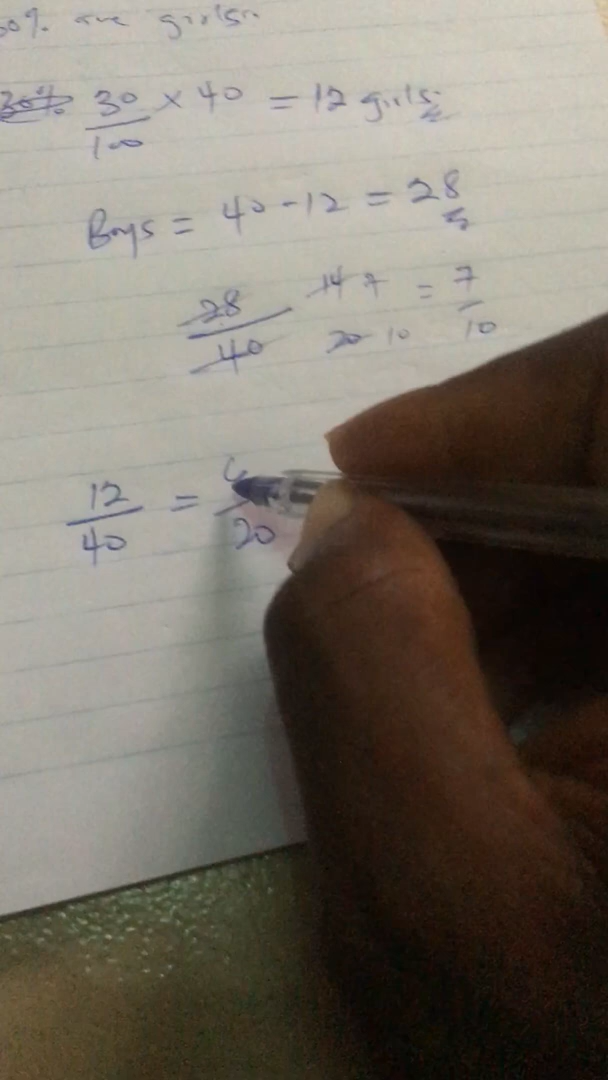 are girls.
30% 30/100 × 40 = 12 girls
Boys = 40 - 12 = 28
28/40 14/20 7/10 = 7/10
12/40 = 6/20